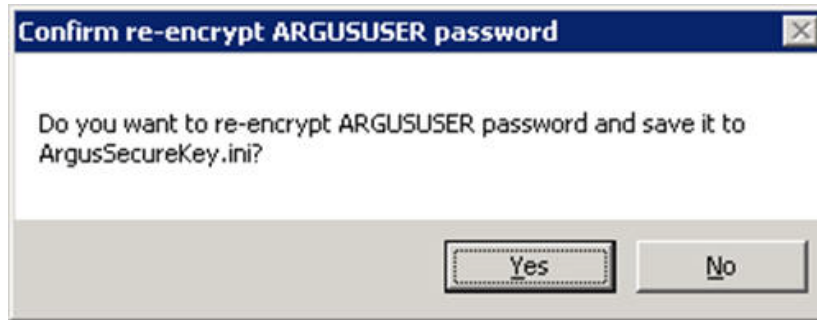 Confirm re-encrypt ARGUSUSER password
Do you want to re-encrypt ARGUSUSER password and save it to
ArgusSecureKey.ini?
Yes
No